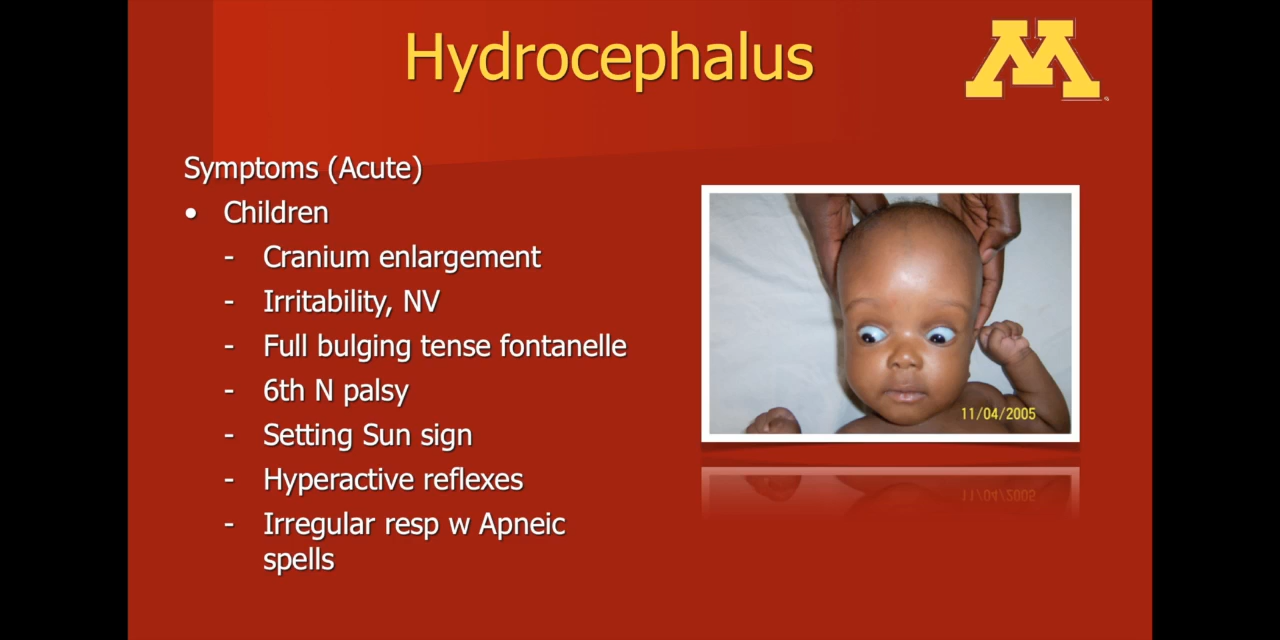 Hydrocephalus
Symptoms (Acute)
• Children
- Cranium enlargement
- Irritability, NV
- Full bulging tense fontanelle
- 6th N palsy
- Setting Sun sign
- Hyperactive reflexes
- Irregular resp w Apneic
spells
M
11/04/2005